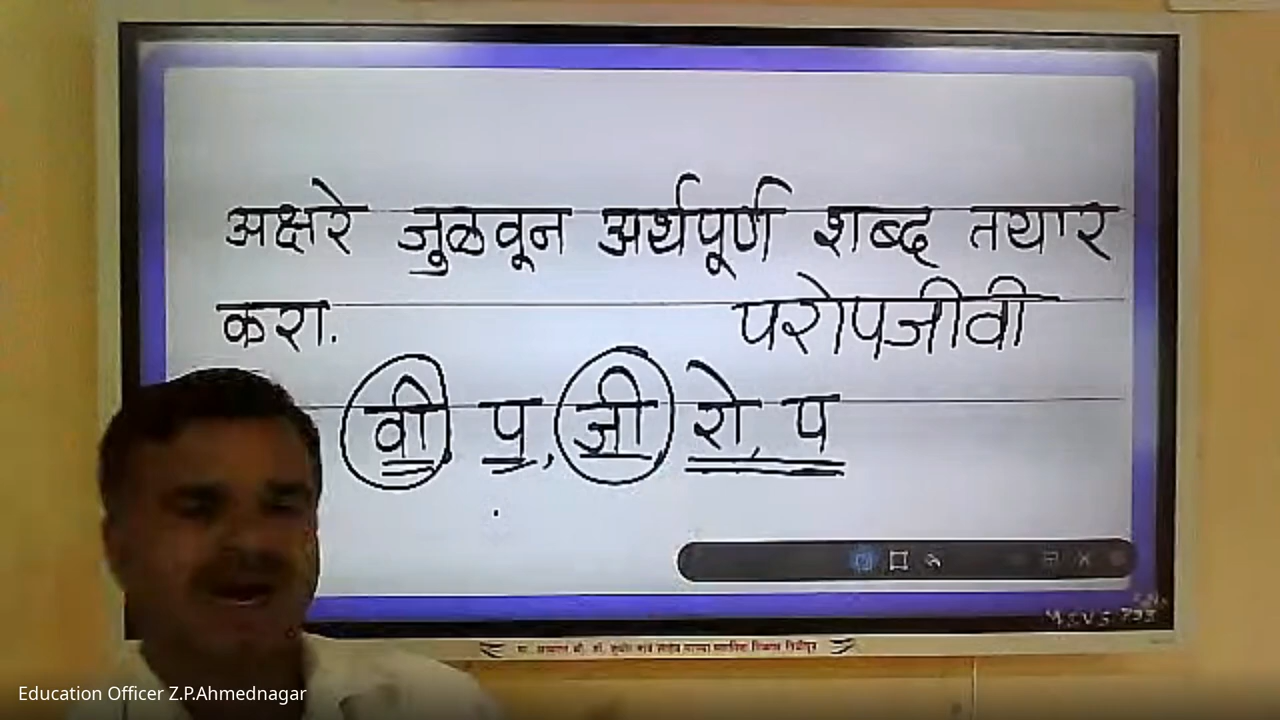 अक्षरे जुळवून अर्थपूर्ण शब्द तयार
करा. परोपजीवी
वी, प, जी रो, प
Education Officer Z.P.Ahmednagar